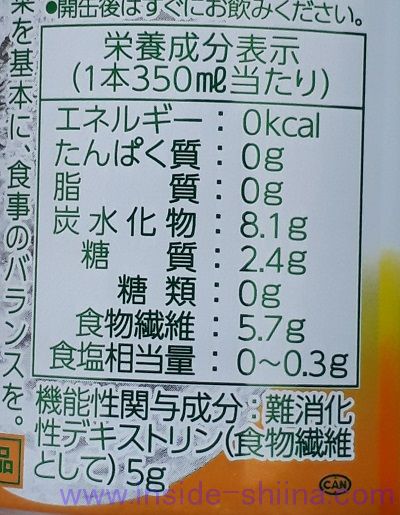 ●開缶後はすぐにお飲みください。
を基本に、食事のバランスを。
栄養成分表示
(1本350㎖当たり)
エネルギー：0kcal
たんぱく質：0g
脂質：0g
炭水化物：8.1g
糖質：2.4g
糖類：0g
食物繊維：5.7g
食塩相当量：0~0.3g
機能性関与成分：難消化
性デキストリン(食物繊維
として) 5g
品
CAN
www.inside-shiina.com